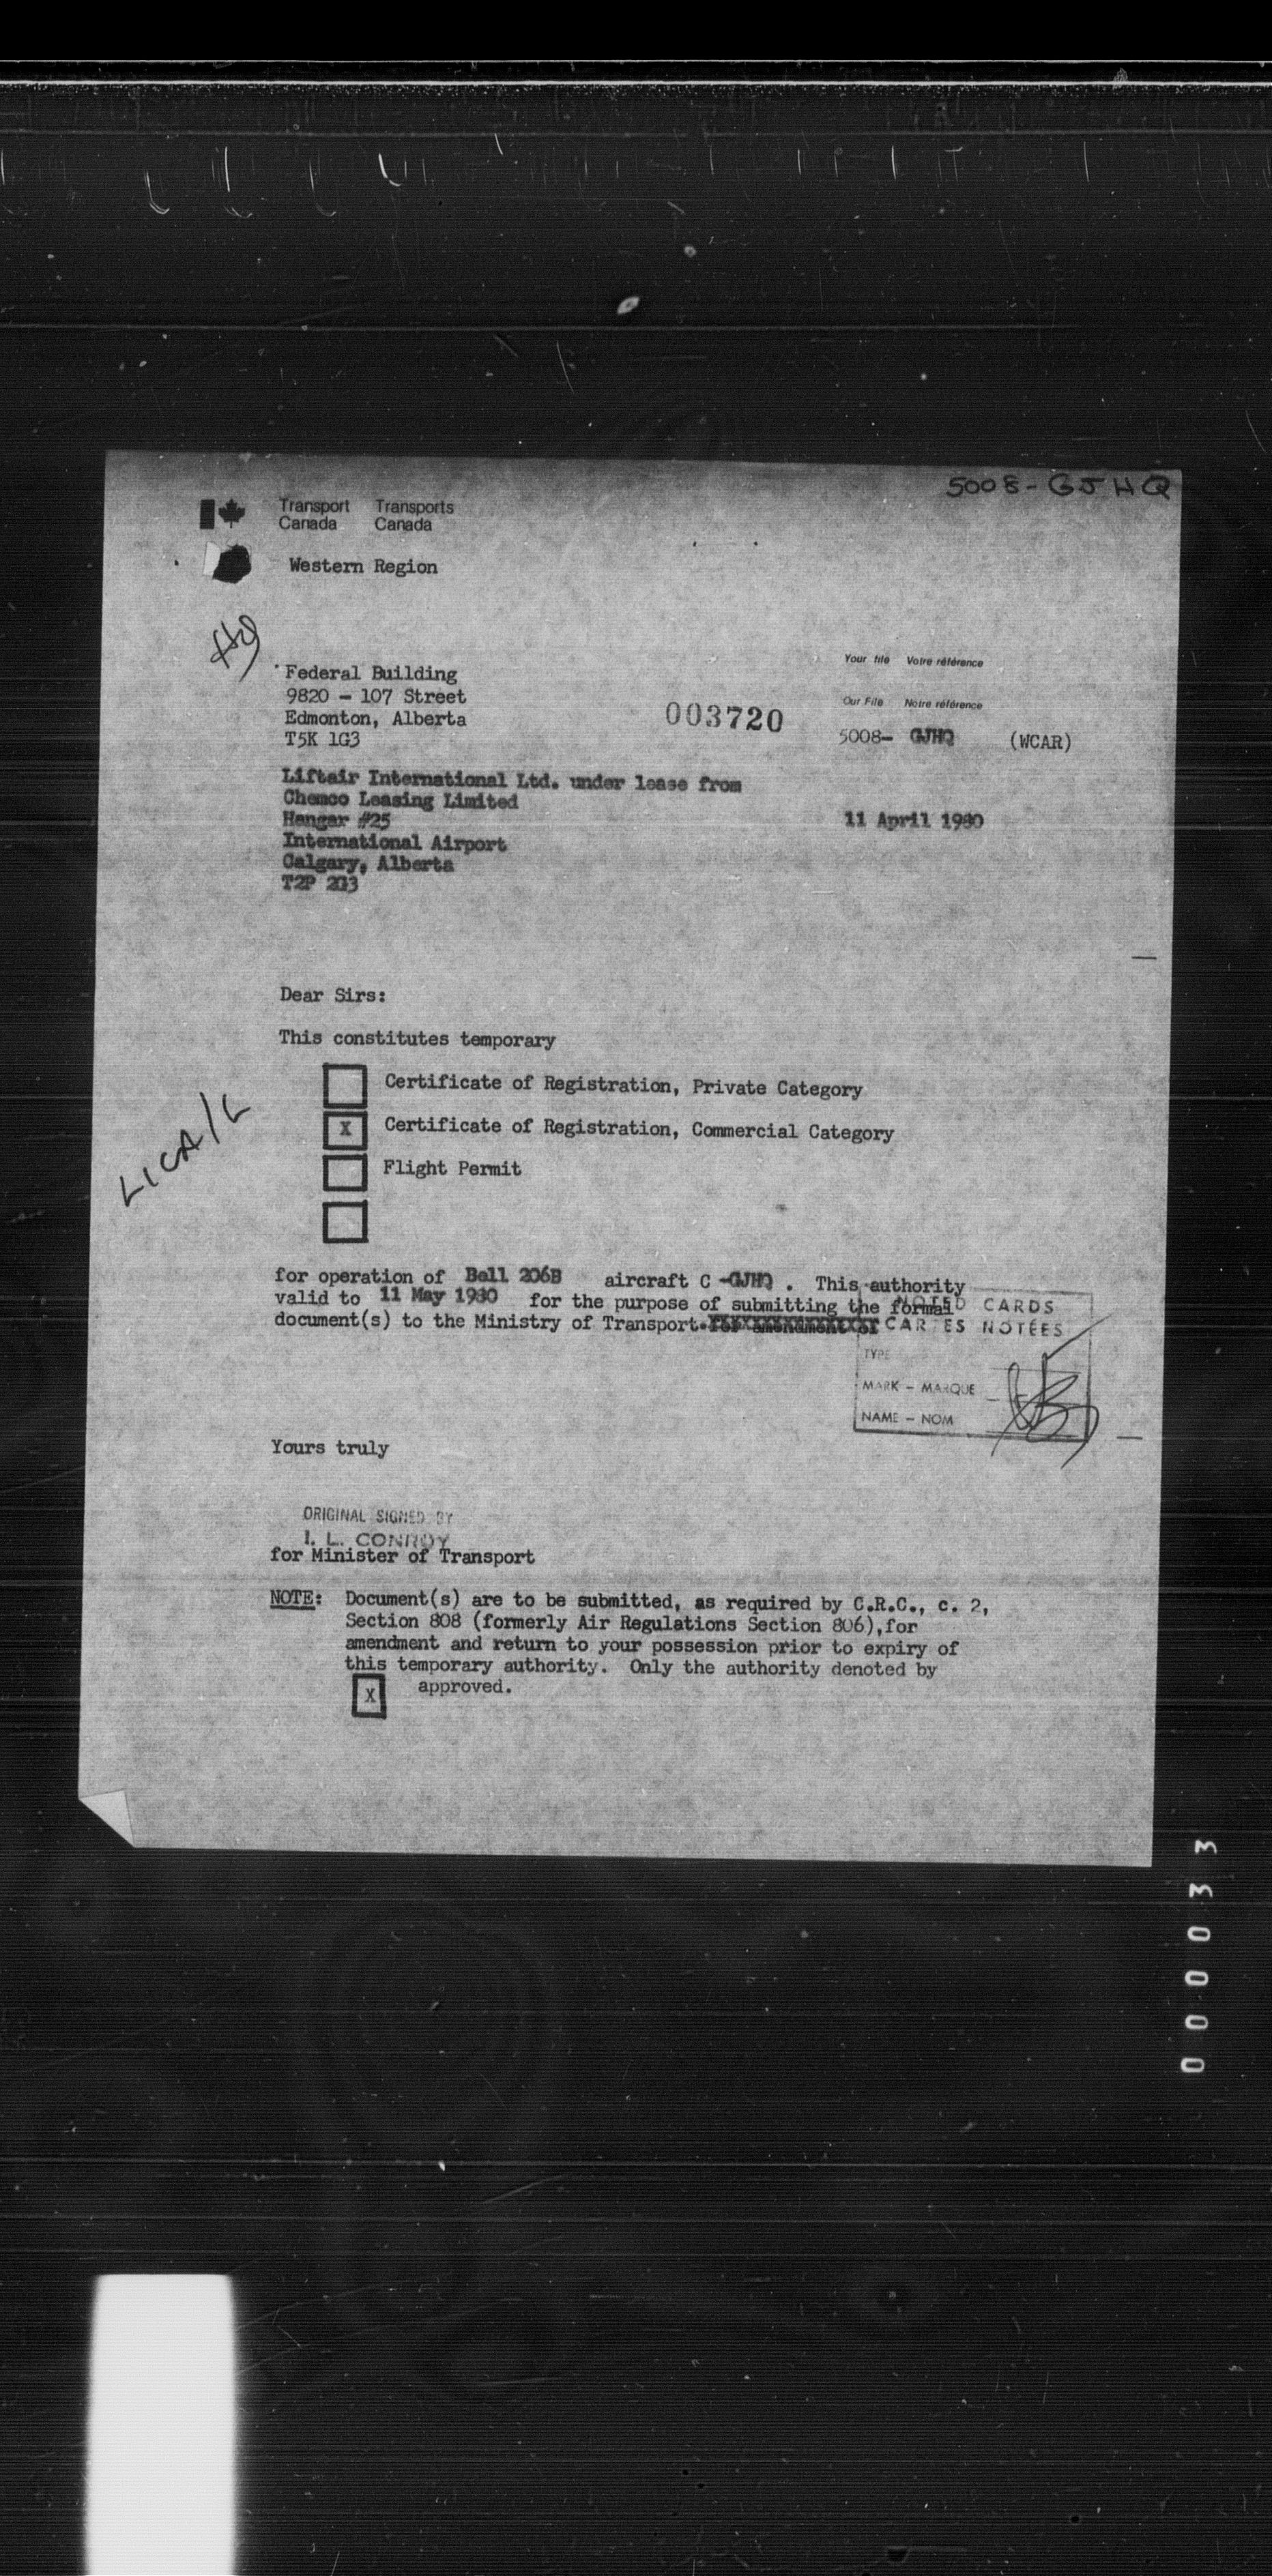 5008-GJHQ
Transport Transports
Canada Canada
Western Region
Federal Building
9820 - 107 Street
Edmonton, Alberta
T5K 1G3
003720
Your file Votre référence
Our File Notre référence
5008- GJHQ (WCAR)
Liftair International Ltd. under lease from
Chemco Leasing Limited
Hangar #25
International Airport
Calgary, Alberta
T2P 2G3
11 April 1980
Dear Sirs:
This constitutes temporary
Certificate of Registration, Private Category
X Certificate of Registration, Commercial Category
Flight Permit
for operation of Bell 206B aircraft C -GJHQ . This authority
valid to 11 May 1980 for the purpose of submitting the formal
document(s) to the Ministry of Transport.
NOTED CARDS
CARTES NOTÉES
TYPE
MARK - MARQUE
NAME - NOM
Yours truly
ORIGINAL SIGNED BY
I. L. CONROY
for Minister of Transport
NOTE: Document(s) are to be submitted, as required by C.R.C., c. 2,
Section 808 (formerly Air Regulations Section 806),for
amendment and return to your possession prior to expiry of
this temporary authority. Only the authority denoted by
X approved.
000033